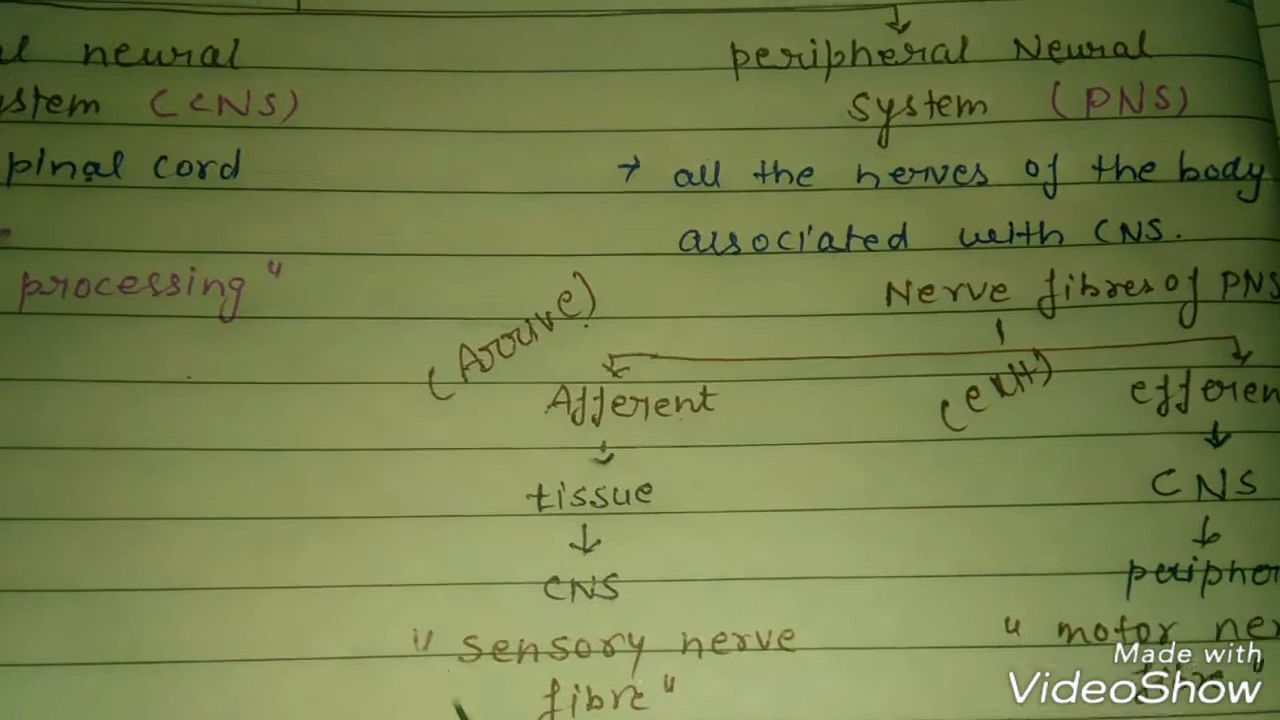 al neural
stem (CNS)
pinal cord
processing"
peripheral Neural
system (PNS)
→ all the nerves of the body
associated with CNS.
Nerve fibres of PNS
(Arrive)
Afferent
↓
tissue
↓
CNS
" sensory nerve
fibre"
(exit)
efferen
↓
CNS
↓
peripher
" motor ner
Made with
VideoShow